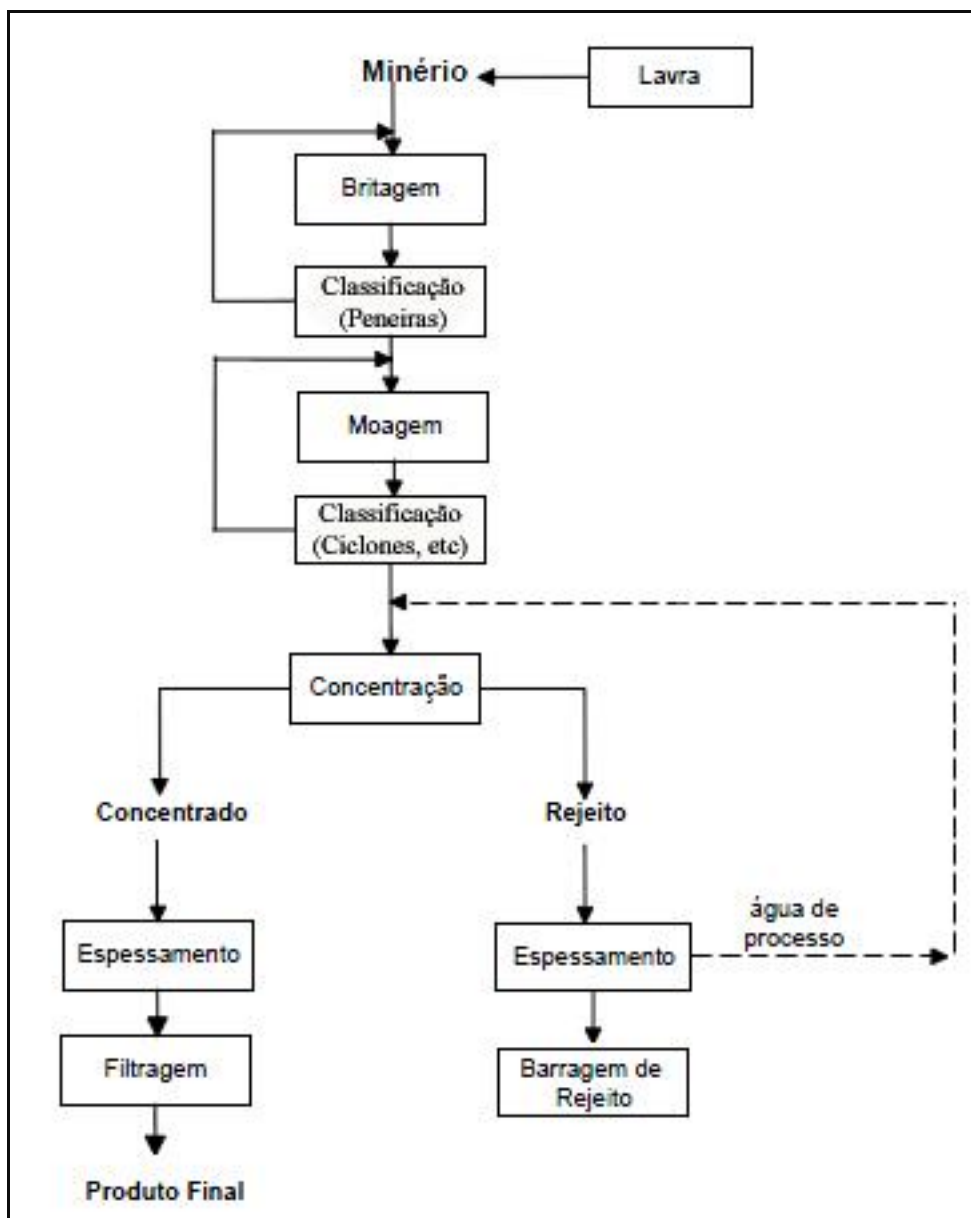 Minério
Lavra
Britagem
Classificação
(Peneiras)
Moagem
Classificação
(Ciclones, etc)
Concentração
Concentrado
Rejeito
Espessamento
Espessamento
água de
processo
Filtragem
Barragem de
Rejeito
Produto Final